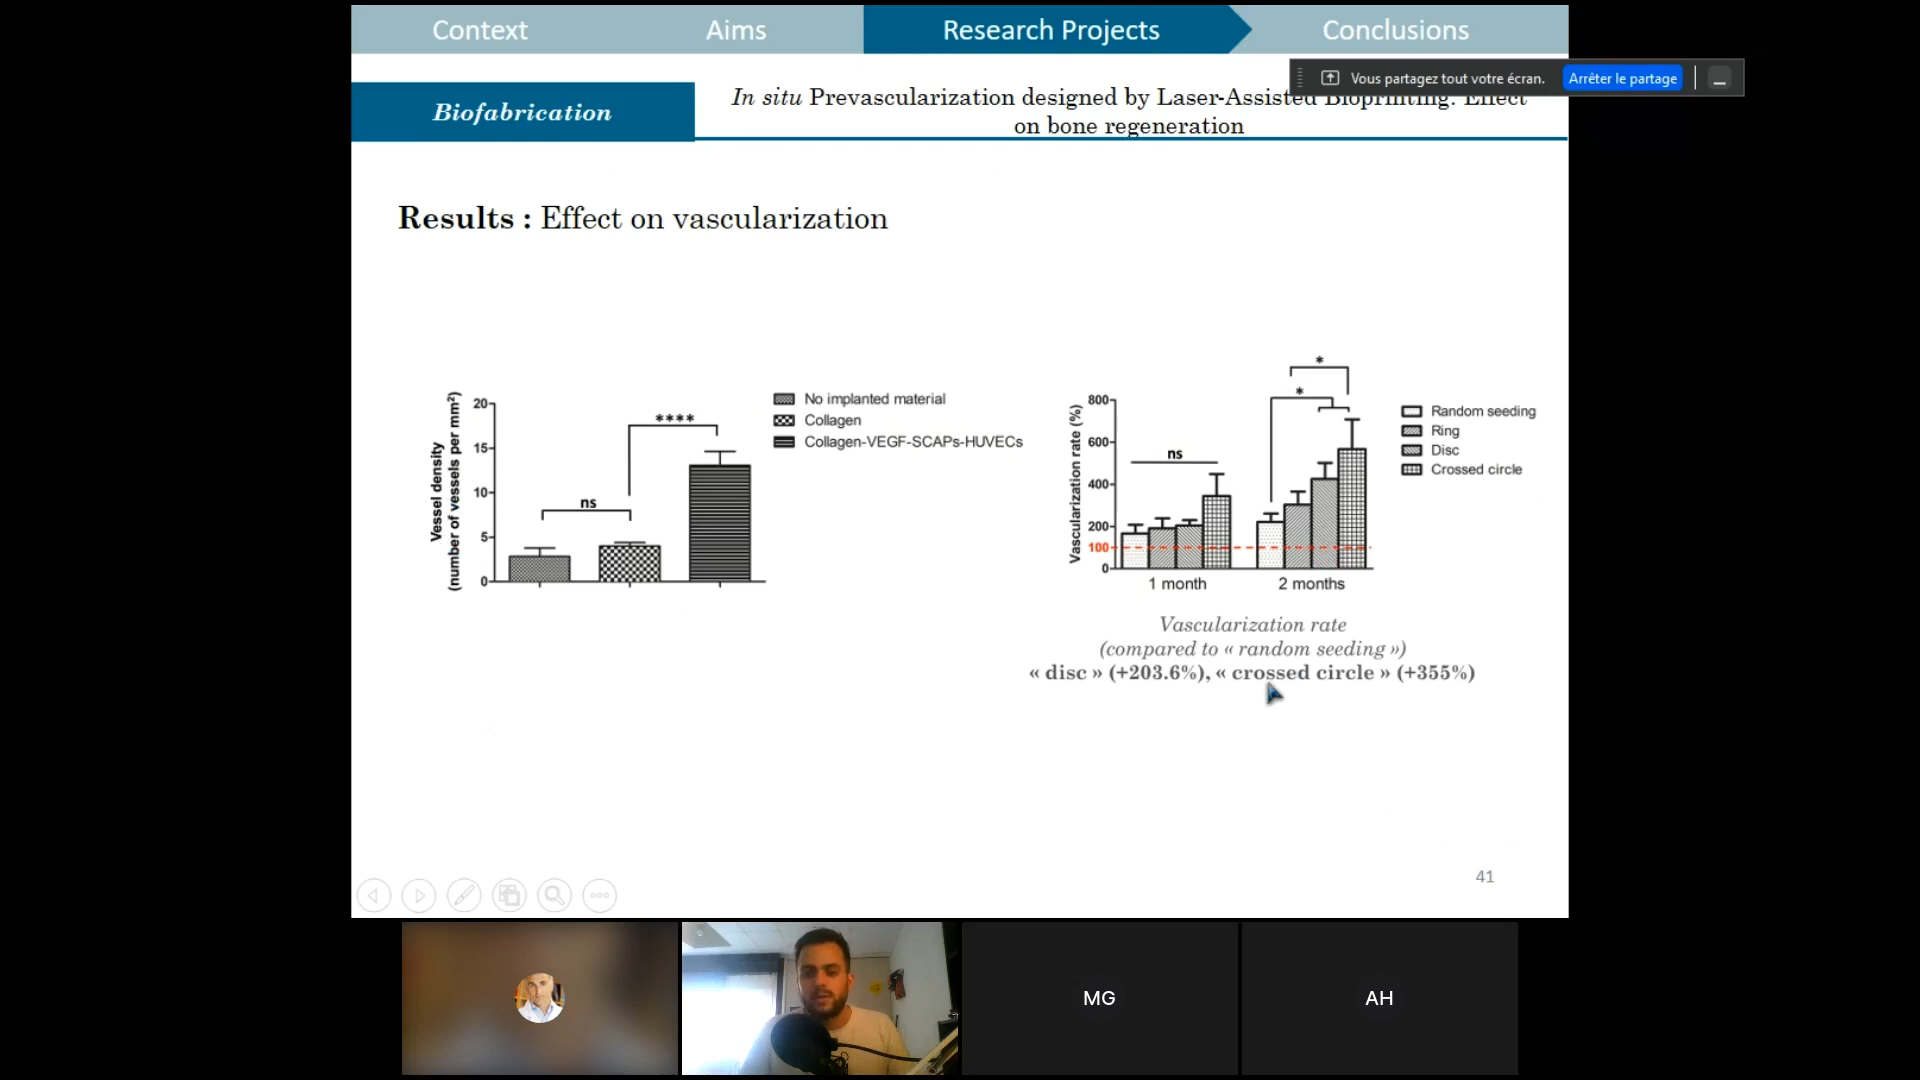 Context Aims Research Projects Conclusions
Vous partagez tout votre écran. Arrêter le partage
Biofabrication
In situ Prevascularization designed by Laser-Assisted Bioprinting: Effect
on bone regeneration
Results : Effect on vascularization
Vessel density
(number of vessels per mm²)
20
15
10
5
0
ns
****
No implanted material
Collagen
Collagen-VEGF-SCAPs-HUVECs
Vascularization rate (%)
800
600
400
200
100
0
ns
*
*
1 month 2 months
Random seeding
Ring
Disc
Crossed circle
Vascularization rate
(compared to « random seeding »)
« disc » (+203.6%), « crossed circle » (+355%)
41
MG
AH